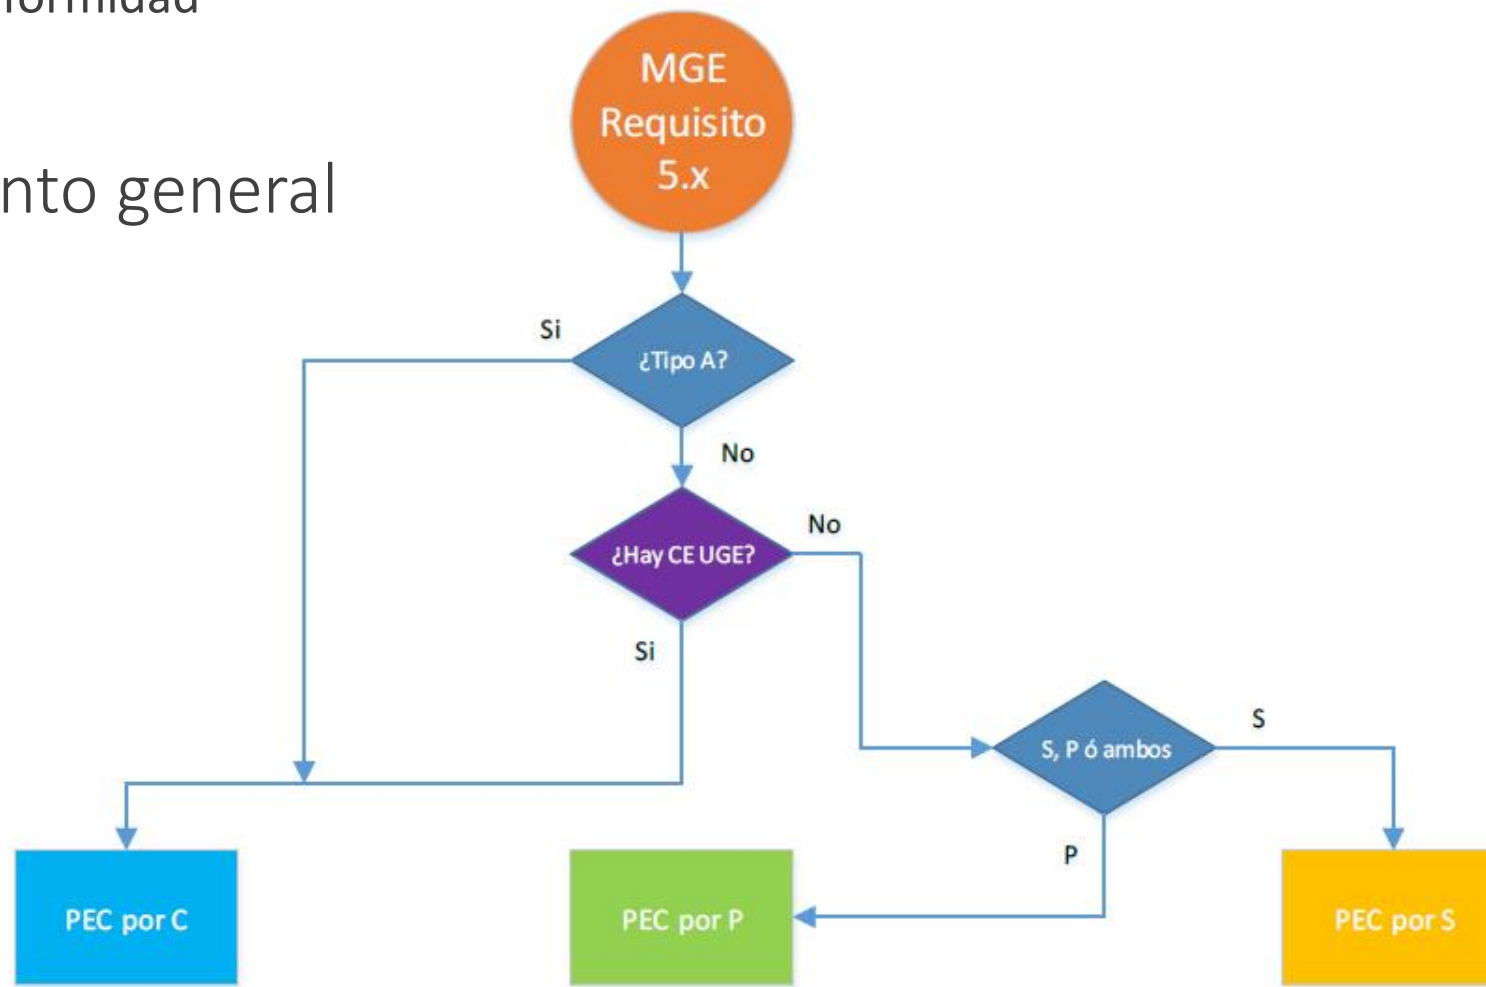 formidad
nto general
MGE
Requisito
5.x
Si
¿Tipo A?
No
¿Hay CE UGE?
No
Si
S, P ó ambos
S
P
PEC por C
PEC por P
PEC por S